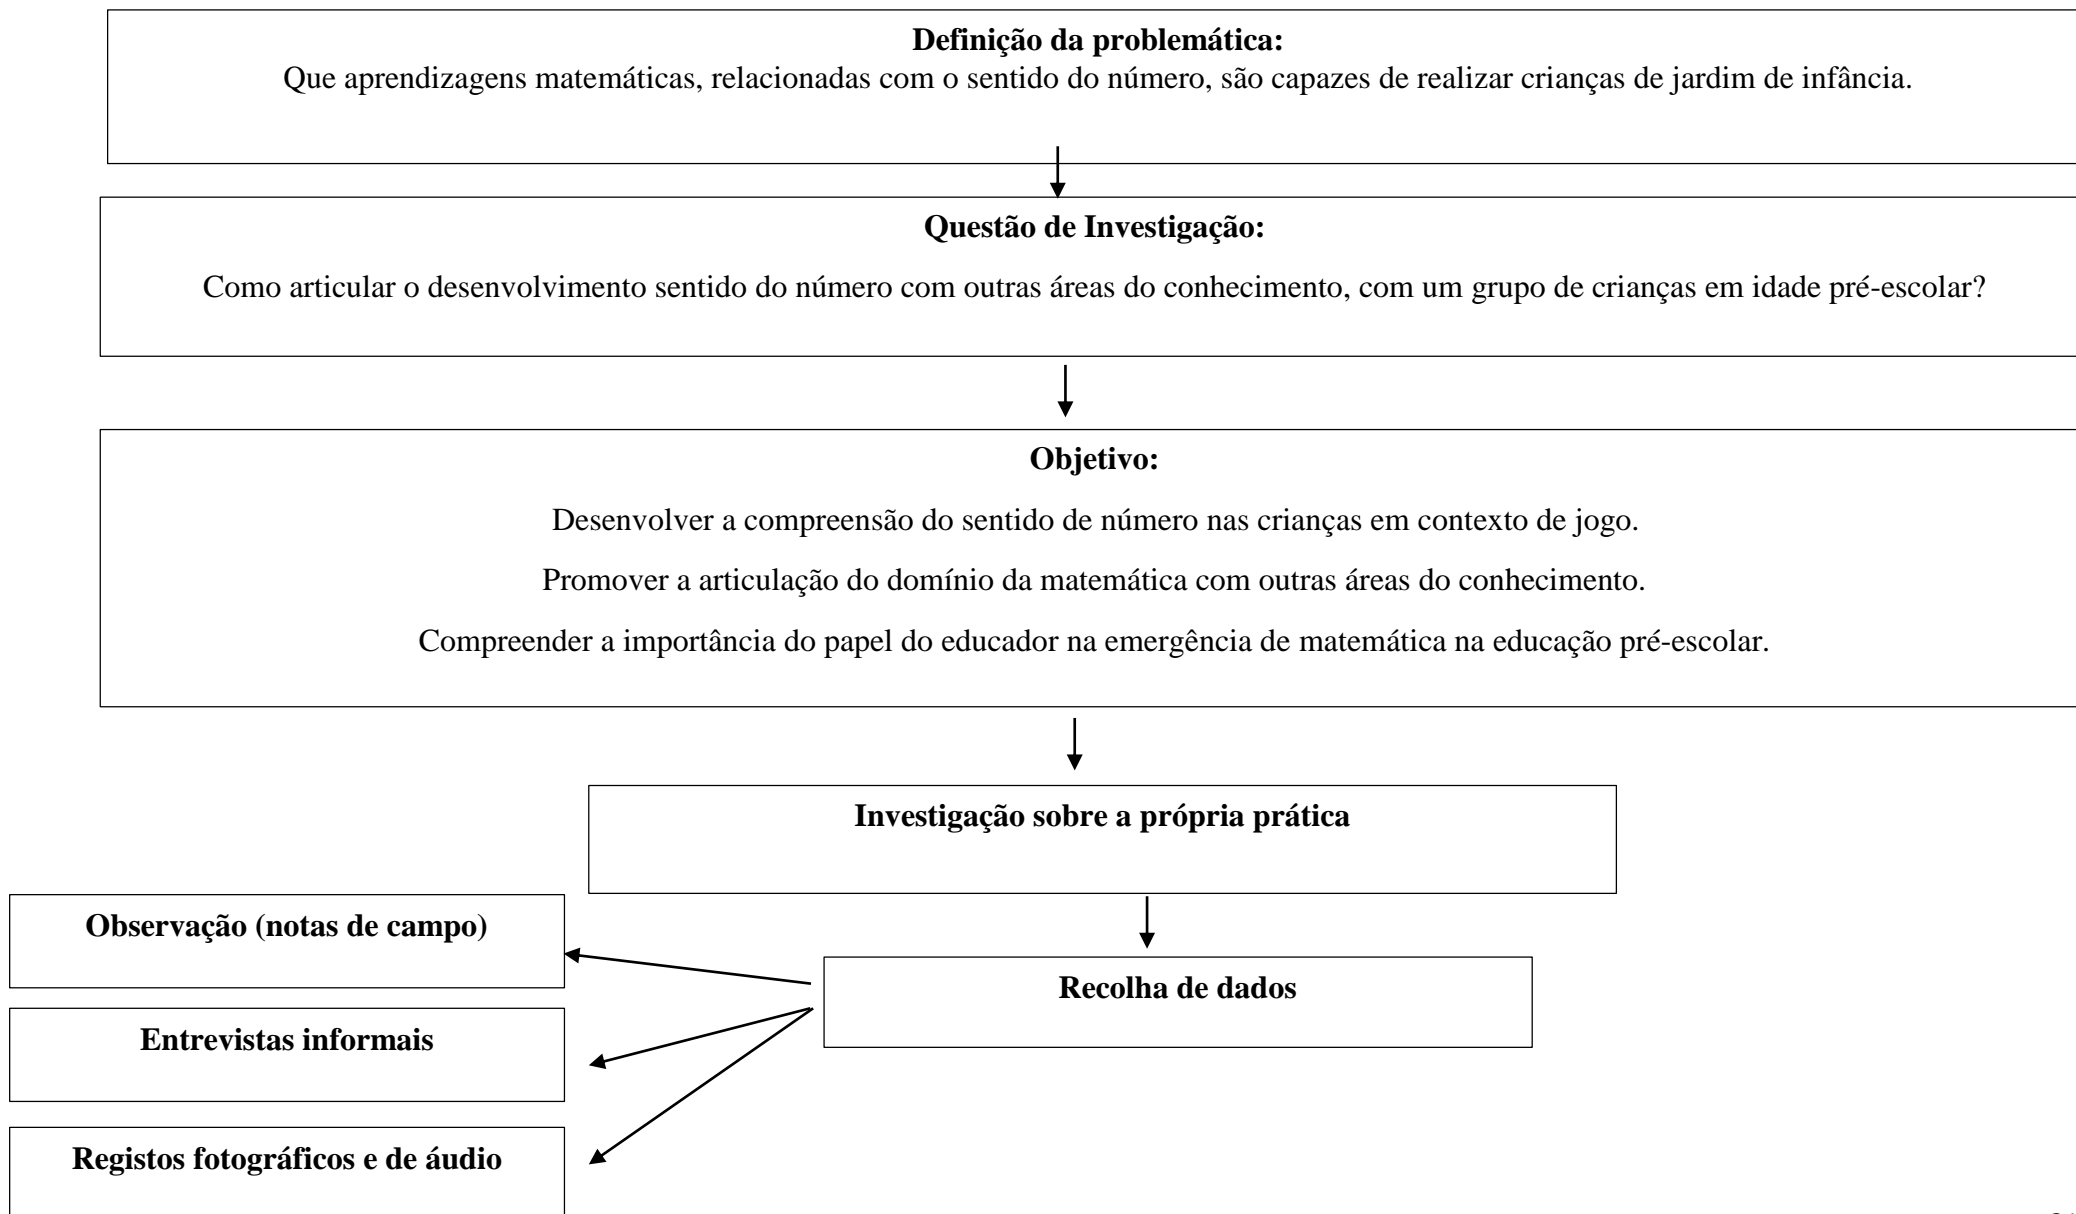 Definição da problemática:
Que aprendizagens matemáticas, relacionadas com o sentido do número, são capazes de realizar crianças de jardim de infância.
Questão de Investigação:
Como articular o desenvolvimento sentido do número com outras áreas do conhecimento, com um grupo de crianças em idade pré-escolar?
Objetivo:
Desenvolver a compreensão do sentido de número nas crianças em contexto de jogo.
Promover a articulação do domínio da matemática com outras áreas do conhecimento.
Compreender a importância do papel do educador na emergência de matemática na educação pré-escolar.
Investigação sobre a própria prática
Observação (notas de campo)
Recolha de dados
Entrevistas informais
Registos fotográficos e de áudio